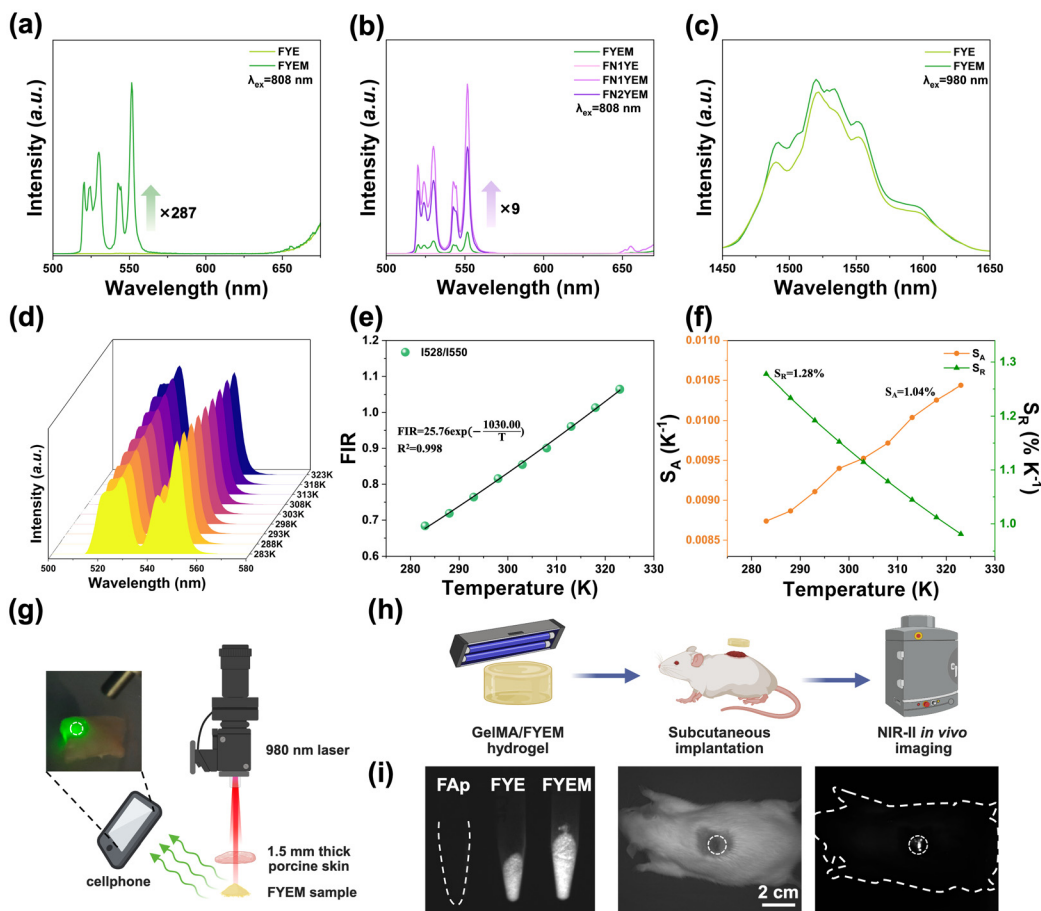 (a)
Intensity (a.u.)
FYE
FYEM
λex=808 nm
×287
500 550 600 650
Wavelength (nm)
(b)
Intensity (a.u.)
FYEM
FN1YE
FN1YEM
FN2YEM
λex=808 nm
×9
500 550 600 650
Wavelength (nm)
(c)
Intensity (a.u.)
FYE
FYEM
λex=980 nm
1450 1500 1550 1600 1650
Wavelength (nm)
(d)
Intensity (a.u.)
323K
318K
313K
308K
303K
298K
293K
288K
283K
500 520 540 560 580
Wavelength (nm)
(e)
FIR
1.2
1.1
1.0
0.9
0.8
0.7
0.6
I528/I550
FIR=25.76exp(−1030.00/T)
R²=0.998
280 290 300 310 320 330
Temperature (K)
(f)
SA (K⁻¹)
0.0110
0.0105
0.0100
0.0095
0.0090
0.0085
SA
SR
SR=1.28%
SA=1.04%
1.3
1.2
1.1
1.0
SR (% K⁻¹)
280 290 300 310 320 330
Temperature (K)
(g)
980 nm laser
1.5 mm thick
porcine skin
cellphone
FYEM sample
(h)
GelMA/FYEM
hydrogel
Subcutaneous
implantation
NIR-II in vivo
imaging
(i)
FAp FYE FYEM
2 cm